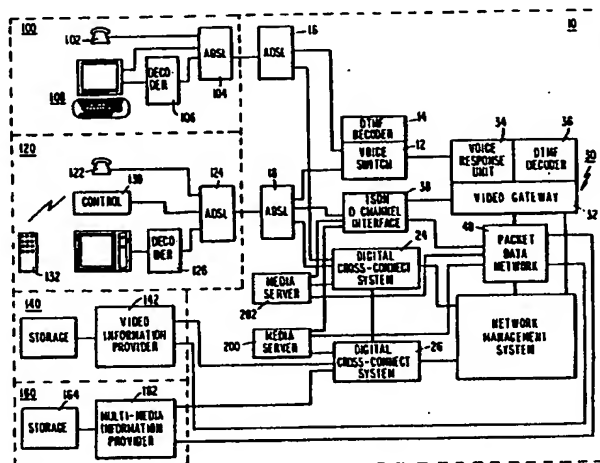 100
102
108
DECO-
DER
106
ADSL
104
ADSL
16
10
DTMF
DECODER
14
VOICE
SWITCH
12
34
36
VOICE
RESPONSE
UNIT
DTMF
DECODER
VIDEO GATEWAY
32
120
122
130
CONTROL
132
ADSL
124
DECO-
DER
126
ADSL
18
ISDN
D CHANNEL
INTERFACE
38
24
DIGITAL
CROSS-CONNECT
SYSTEM
40
PACKET
DATA
NETWORK
MEDIA
SERVER
202
MEDIA
SERVER
200
DIGITAL
CROSS-CONNECT
SYSTEM
26
NETWORK
MANAGEMENT
SYSTEM
140
142
STORAGE
VIDEO
INFORMATION
PROVIDER
160
164
STORAGE
162
MULTI-MEDIA
INFORMATION
PROVIDER